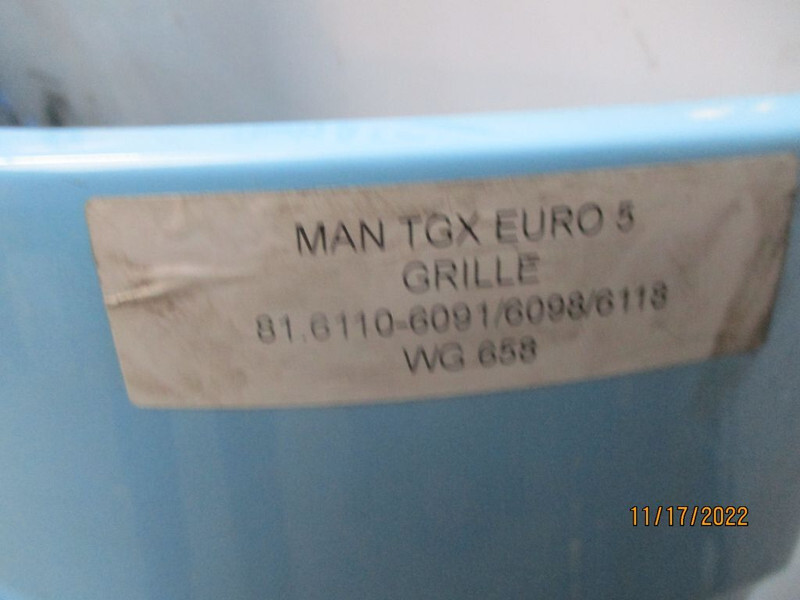 MAN TGX EURO 5
GRILLE
81.6110-6091/6098/6118
WG 658
11/17/2022